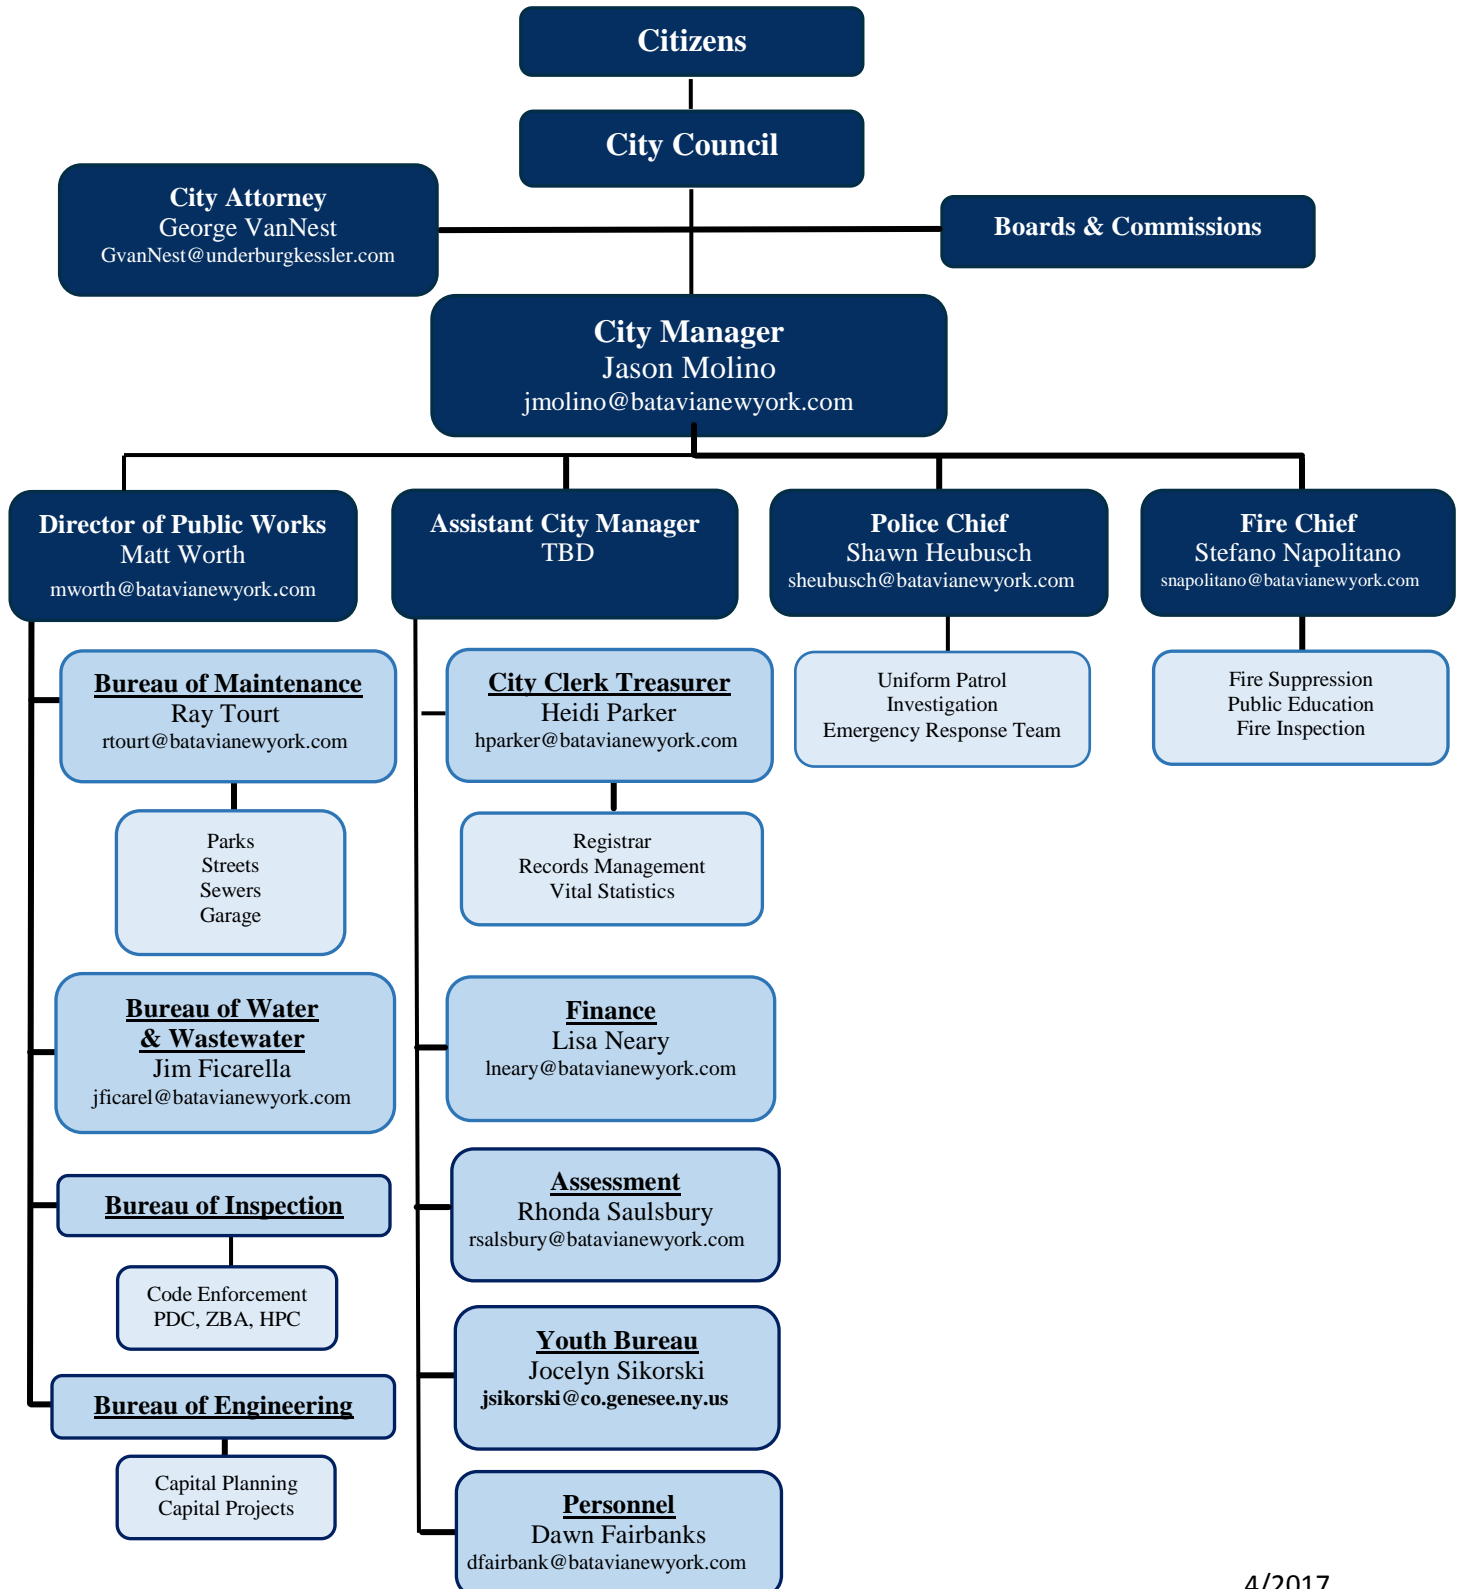 Citizens
City Council
City Attorney
George VanNest
GvanNest@underburgkessler.com
Boards & Commissions
City Manager
Jason Molino
jmolino@batavianewyork.com
Director of Public Works
Matt Worth
mworth@batavianewyork.com
Assistant City Manager
TBD
Police Chief
Shawn Heubusch
sheubusch@batavianewyork.com
Fire Chief
Stefano Napolitano
snapolitano@batavianewyork.com
Bureau of Maintenance
Ray Tourt
rtourt@batavianewyork.com
Parks
Streets
Sewers
Garage
Bureau of Water
& Wastewater
Jim Ficarella
jficarel@batavianewyork.com
Bureau of Inspection
Code Enforcement
PDC, ZBA, HPC
Bureau of Engineering
Capital Planning
Capital Projects
City Clerk Treasurer
Heidi Parker
hparker@batavianewyork.com
Registrar
Records Management
Vital Statistics
Finance
Lisa Neary
lneary@batavianewyork.com
Assessment
Rhonda Saulsbury
rsalsbury@batavianewyork.com
Youth Bureau
Jocelyn Sikorski
jsikorski@co.genesee.ny.us
Personnel
Dawn Fairbanks
dfairbank@batavianewyork.com
Uniform Patrol
Investigation
Emergency Response Team
Fire Suppression
Public Education
Fire Inspection
4/2017